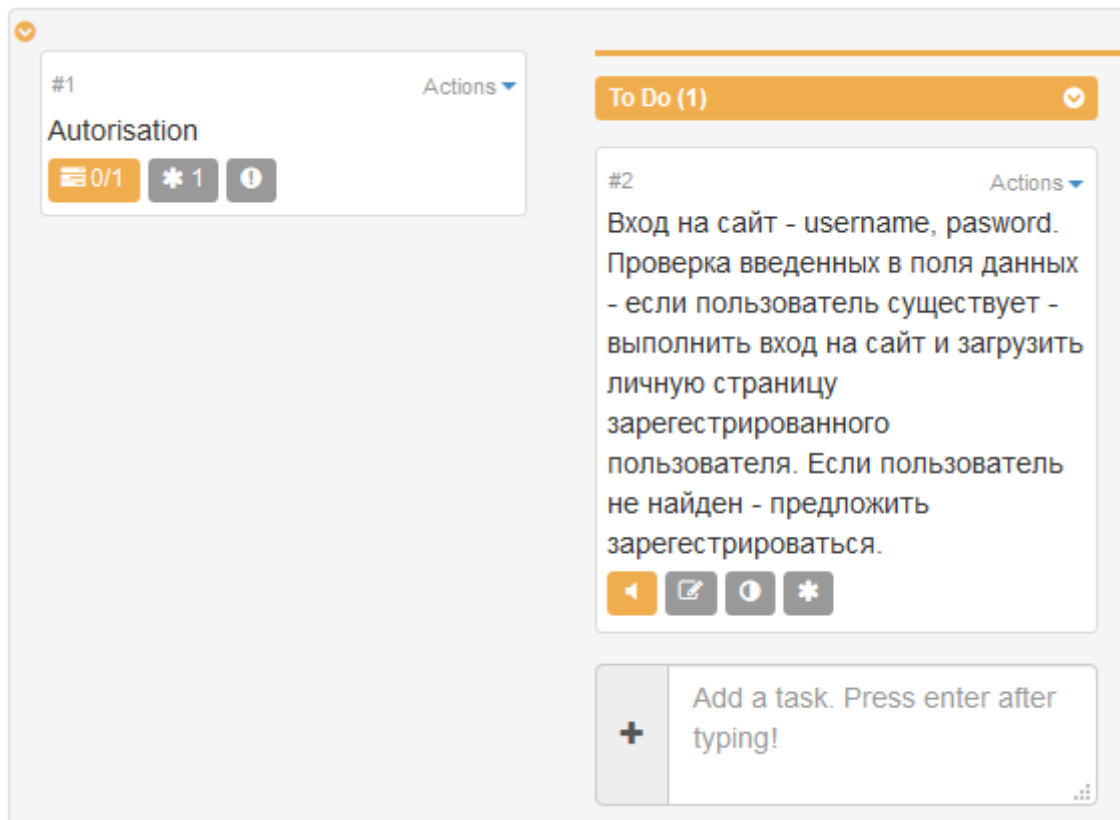 #1 Actions
Autorisation
0/1 1
To Do (1)
#2 Actions
Вход на сайт - username, pasword.
Проверка введенных в поля данных
- если пользователь существует -
выполнить вход на сайт и загрузить
личную страницу
зарегестрированного
пользователя. Если пользователь
не найден - предложить
зарегестрироваться.
Add a task. Press enter after
typing!